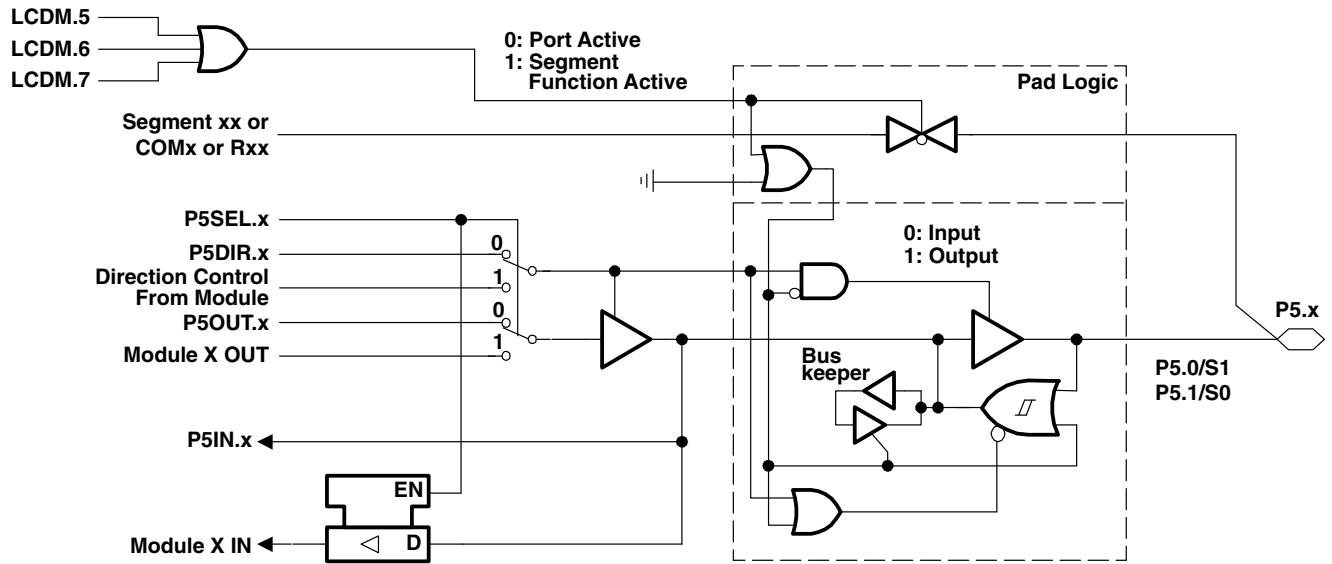 LCDM.5
LCDM.6
LCDM.7
0: Port Active
1: Segment
Function Active
Pad Logic
Segment xx or
COMx or Rxx
P5SEL.x
P5DIR.x
0
Direction Control
From Module
1
P5OUT.x
0
Module X OUT
1
0: Input
1: Output
Bus
keeper
P5.x
P5.0/S1
P5.1/S0
P5IN.x
EN
D
Module X IN